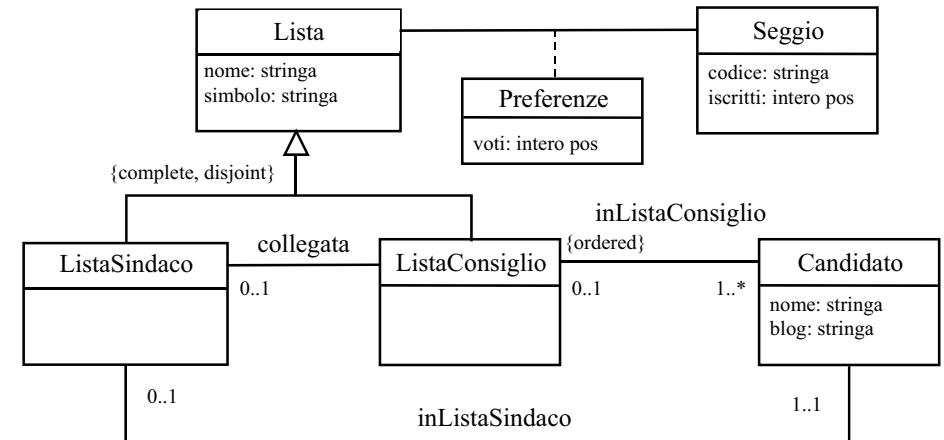 Lista
nome: stringa
simbolo: stringa
Seggio
codice: stringa
iscritti: intero pos
Preferenze
voti: intero pos
{complete, disjoint}
inListaConsiglio
collegata
{ordered}
ListaSindaco
ListaConsiglio
Candidato
nome: stringa
blog: stringa
0..1
0..1
1..*
0..1
1..1
inListaSindaco